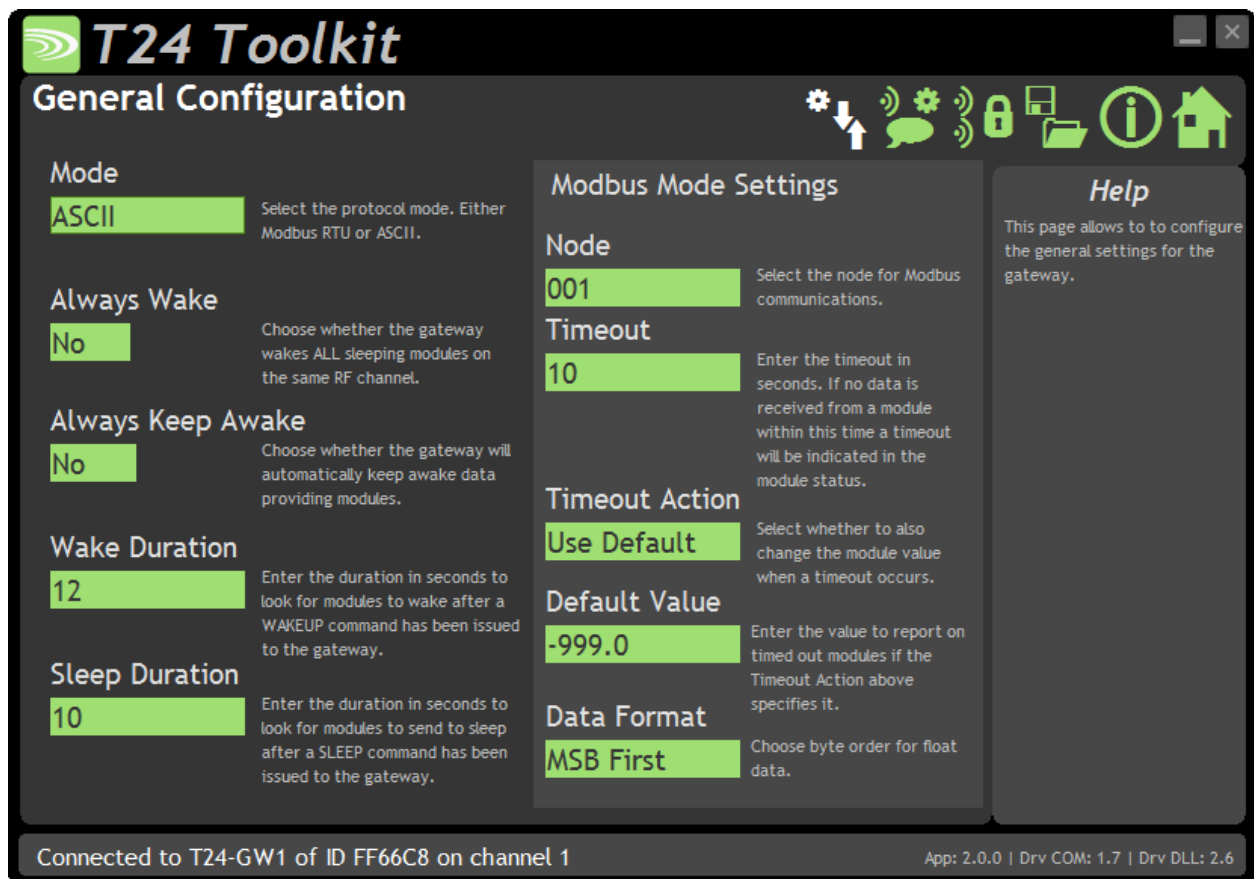 T24 Toolkit
General Configuration
Mode
ASCII
Select the protocol mode. Either
Modbus RTU or ASCII.
Always Wake
No
Choose whether the gateway
wakes ALL sleeping modules on
the same RF channel.
Always Keep Awake
No
Choose whether the gateway will
automatically keep awake data
providing modules.
Wake Duration
12
Enter the duration in seconds to
look for modules to wake after a
WAKEUP command has been issued
to the gateway.
Sleep Duration
10
Enter the duration in seconds to
look for modules to send to sleep
after a SLEEP command has been
issued to the gateway.
Modbus Mode Settings
Node
001
Select the node for Modbus
communications.
Timeout
10
Enter the timeout in
seconds. If no data is
received from a module
within this time a timeout
will be indicated in the
module status.
Timeout Action
Use Default
Select whether to also
change the module value
when a timeout occurs.
Default Value
-999.0
Enter the value to report on
timed out modules if the
Timeout Action above
specifies it.
Data Format
MSB First
Choose byte order for float
data.
Help
This page allows to to configure
the general settings for the
gateway.
Connected to T24-GW1 of ID FF66C8 on channel 1
App: 2.0.0 | Drv COM: 1.7 | Drv DLL: 2.6